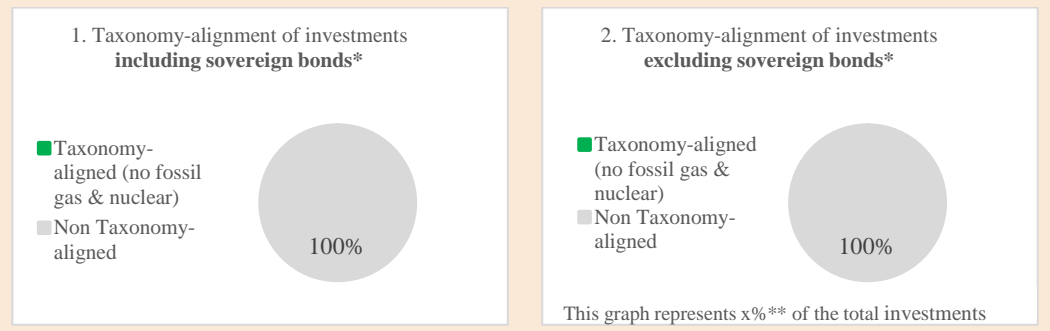 1. Taxonomy-alignment of investments
including sovereign bonds*
Taxonomy-
aligned (no fossil
gas & nuclear)
Non Taxonomy-
aligned
100%
2. Taxonomy-alignment of investments
excluding sovereign bonds*
Taxonomy-aligned
(no fossil gas &
nuclear)
Non Taxonomy-
aligned
100%
This graph represents x%** of the total investments